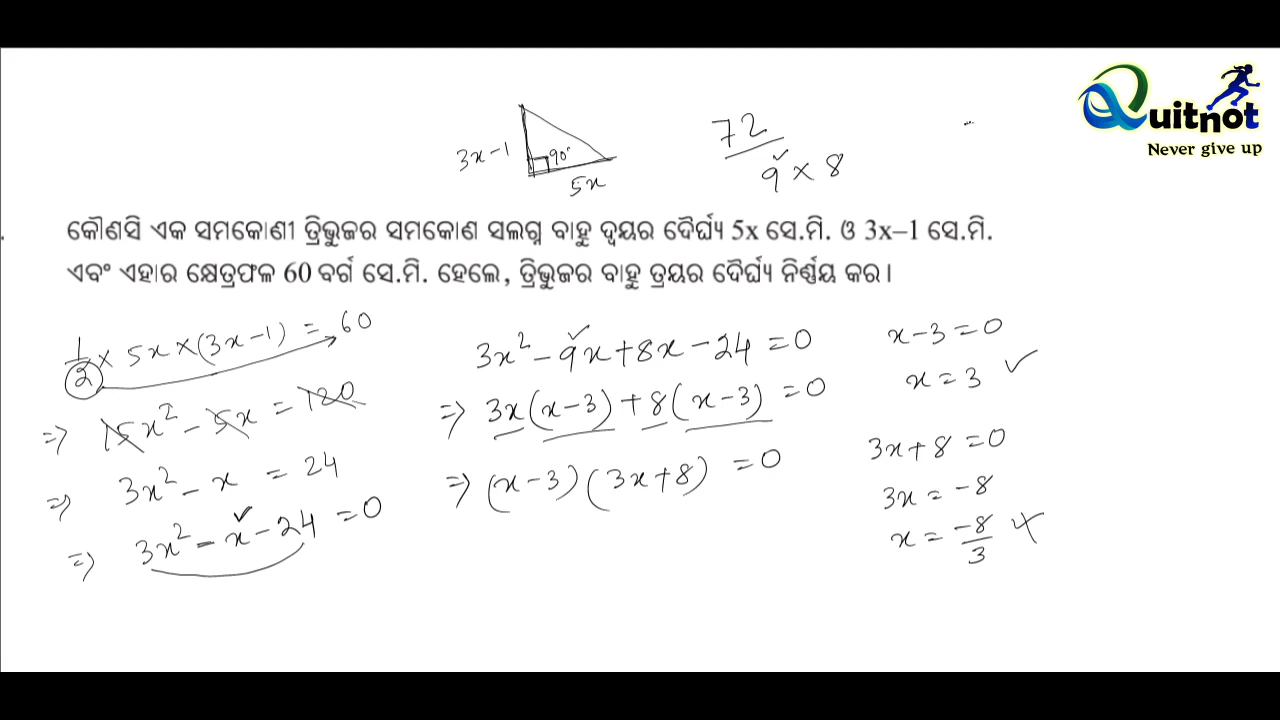 Quitnot
Never give up
3x-1
90°
5x
72
9 × 8
କୌଣସି ଏକ ସମକୋଣୀ ତ୍ରିଭୁଜର ସମକୋଣ ସଲଗ୍ନ ବାହୁ ଦ୍ୱୟର ଦୈର୍ଘ୍ୟ 5x ସେ.ମି. ଓ 3x–1 ସେ.ମି.
ଏବଂ ଏହାର କ୍ଷେତ୍ରଫଳ 60 ବର୍ଗ ସେ.ମି. ହେଲେ, ତ୍ରିଭୁଜର ବାହୁ ତ୍ରୟର ଦୈର୍ଘ୍ୟ ନିର୍ଣ୍ଣୟ କର।
1/2 × 5x × (3x-1) = 60
⇒ 15x² - 5x = 120
⇒ 3x² - x = 24
⇒ 3x² - x - 24 = 0
3x² - 9x + 8x - 24 = 0
⇒ 3x(x-3) + 8(x-3) = 0
⇒ (x-3)(3x+8) = 0
x-3 = 0
x = 3 ✓
3x+8 = 0
3x = -8
x = -8/3 ×